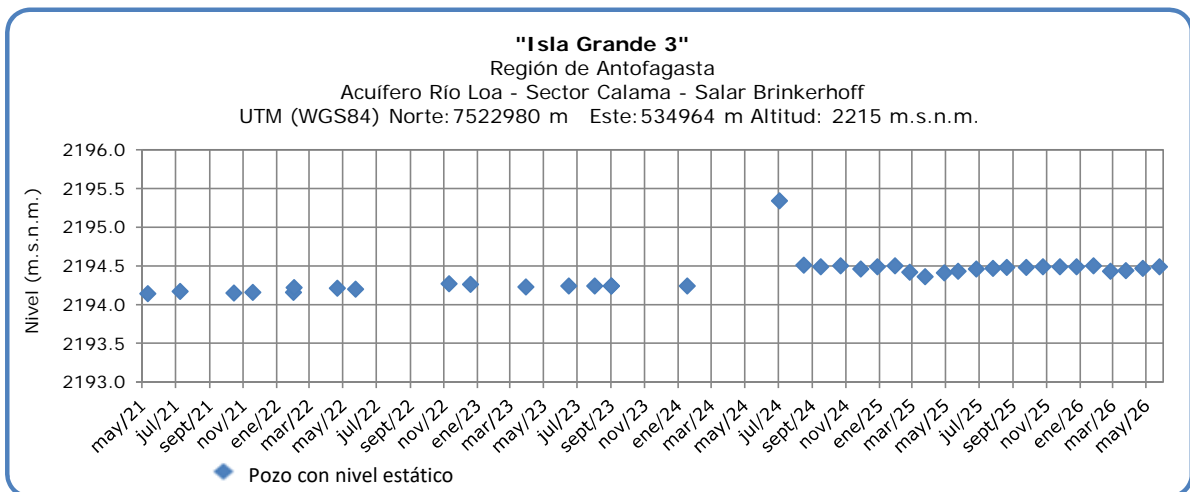 "Isla Grande 3"
Región de Antofagasta
Acuífero Río Loa - Sector Calama - Salar Brinkerhoff
UTM (WGS84) Norte: 7522980 m Este: 534964 m Altitud: 2215 m.s.n.m.
Nivel (m.s.n.m.)
2196.0
2195.5
2195.0
2194.5
2194.0
2193.5
2193.0
may/21 jul/21 sept/21 nov/21 ene/22 mar/22 may/22 jul/22 sept/22 nov/22 ene/23 mar/23 may/23 jul/23 sept/23 nov/23 ene/24 mar/24 may/24 jul/24 sept/24 nov/24 ene/25 mar/25 may/25 jul/25 sept/25 nov/25 ene/26 mar/26 may/26
Pozo con nivel estático